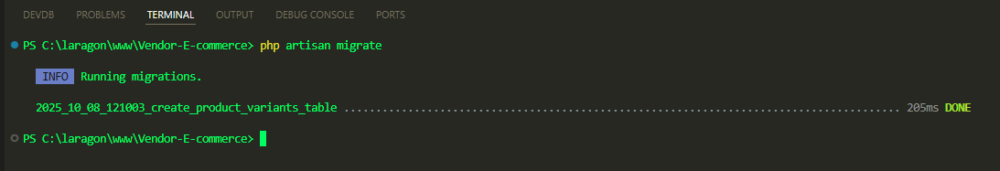 DEVDB PROBLEMS TERMINAL OUTPUT DEBUG CONSOLE PORTS
PS C:\laragon\www\Vendor-E-commerce> php artisan migrate
INFO Running migrations.
2025_10_08_121003_create_product_variants_table ....................................................................................... 205ms DONE
PS C:\laragon\www\Vendor-E-commerce>